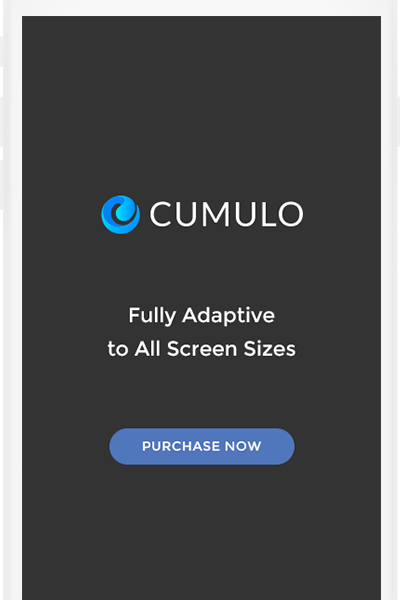 CUMULO
Fully Adaptive
to All Screen Sizes
PURCHASE NOW